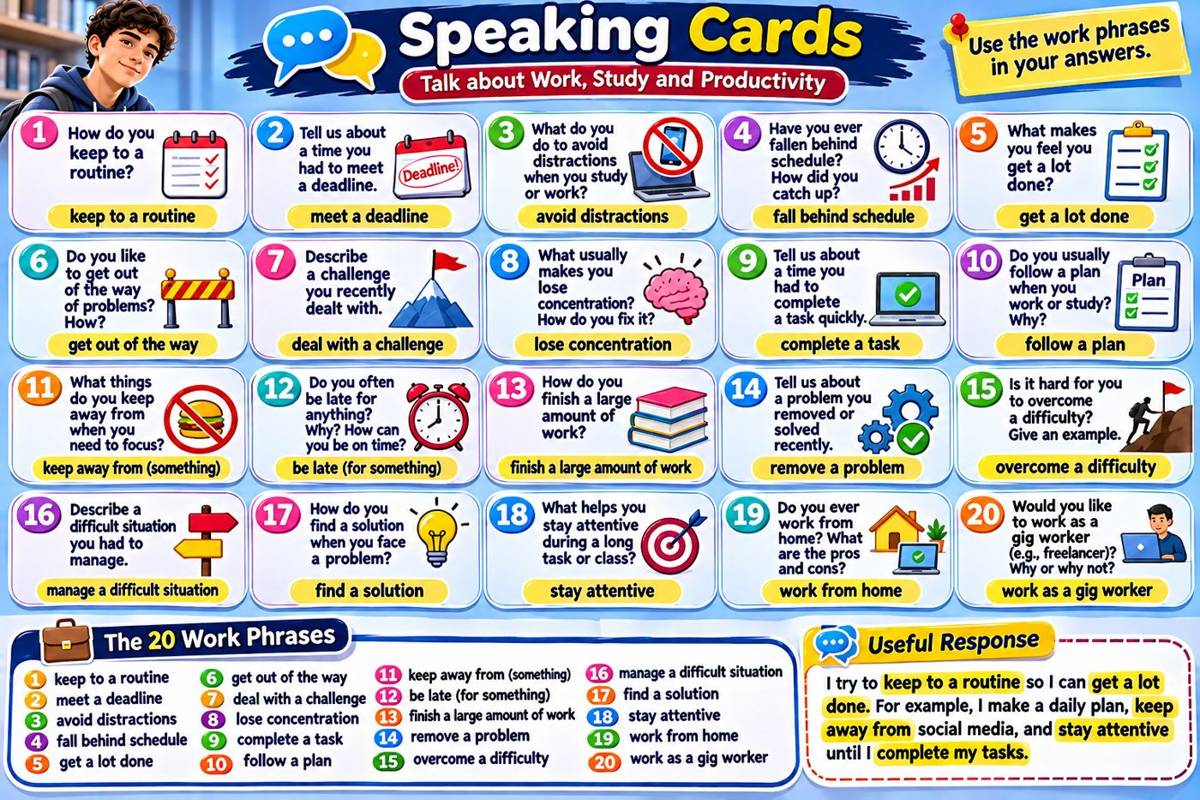 Speaking Cards
Talk about Work, Study and Productivity
Use the work phrases
in your answers.
1
How do you
keep to a
routine?
keep to a routine
2
Tell us about
a time you
had to meet
a deadline.
Deadline!
meet a deadline
3
What do you
do to avoid
distractions
when you study
or work?
avoid distractions
4
Have you ever
fallen behind
schedule?
How did you
catch up?
fall behind schedule
5
What makes
you feel you
get a lot
done?
get a lot done
6
Do you like
to get out
of the way
of problems?
How?
get out of the way
7
Describe
a challenge
you recently
dealt with.
deal with a challenge
8
What usually
makes you
lose
concentration?
How do you fix it?
lose concentration
9
Tell us about
a time you
had to
complete
a task quickly.
complete a task
10
Do you usually
follow a plan
when you
work or study?
Why?
Plan
follow a plan
11
What things
do you keep
away from
when you
need to focus?
keep away from (something)
12
Do you often
be late for
anything?
Why? How can
you be on time?
be late (for something)
13
How do you
finish a large
amount of
work?
finish a large amount of work
14
Tell us about
a problem you
removed or
solved
recently.
remove a problem
15
Is it hard for you
to overcome
a difficulty?
Give an example.
overcome a difficulty
16
Describe a
difficult situation
you had to
manage.
manage a difficult situation
17
How do you
find a solution
when you face
a problem?
find a solution
18
What helps you
stay attentive
during a long
task or class?
stay attentive
19
Do you ever
work from
home? What
are the pros
and cons?
work from home
20
Would you like
to work as a
gig worker
(e.g., freelancer)?
Why or why not?
work as a gig worker
The 20 Work Phrases
1 keep to a routine
2 meet a deadline
3 avoid distractions
4 fall behind schedule
5 get a lot done
6 get out of the way
7 deal with a challenge
8 lose concentration
9 complete a task
10 follow a plan
11 keep away from (something)
12 be late (for something)
13 finish a large amount of work
14 remove a problem
15 overcome a difficulty
16 manage a difficult situation
17 find a solution
18 stay attentive
19 work from home
20 work as a gig worker
Useful Response
I try to keep to a routine so I can get a lot
done. For example, I make a daily plan, keep
away from social media, and stay attentive
until I complete my tasks.